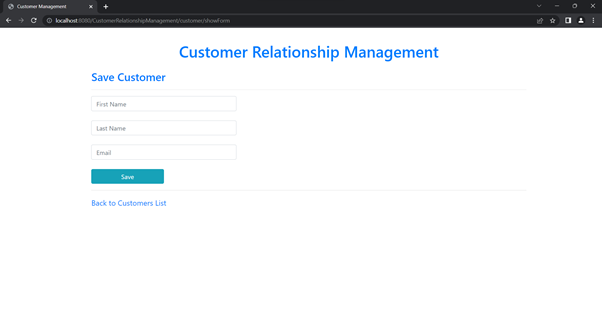 Customer Management
localhost:8080/CustomerRelationshipManagement/customer/showForm
Customer Relationship Management
Save Customer
First Name
Last Name
Email
Save
Back to Customers List